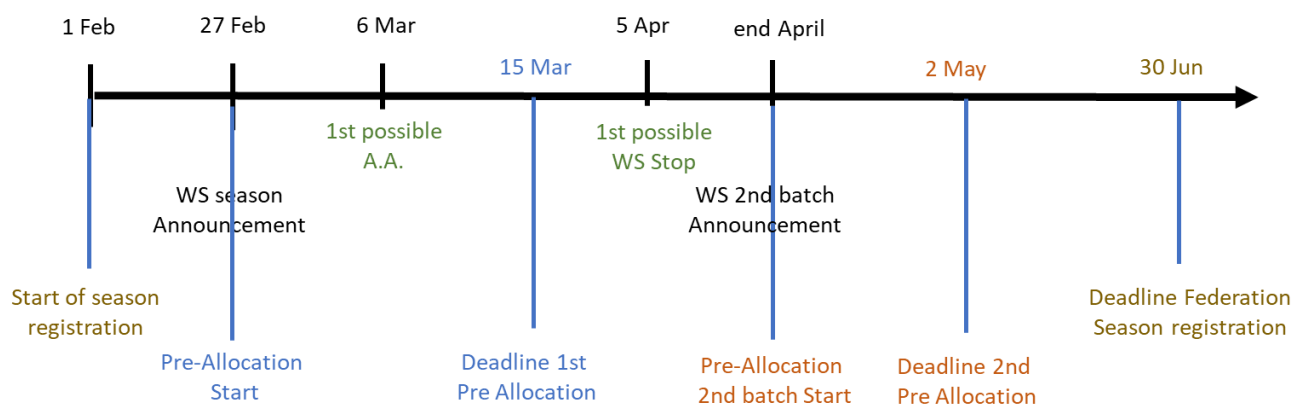 1 Feb
27 Feb
6 Mar
15 Mar
5 Apr
end April
2 May
30 Jun
1st possible
A.A.
1st possible
WS Stop
WS season
Announcement
WS 2nd batch
Announcement
Start of season
registration
Pre-Allocation
Start
Deadline 1st
Pre Allocation
Pre-Allocation
2nd batch Start
Deadline 2nd
Pre Allocation
Deadline Federation
Season registration